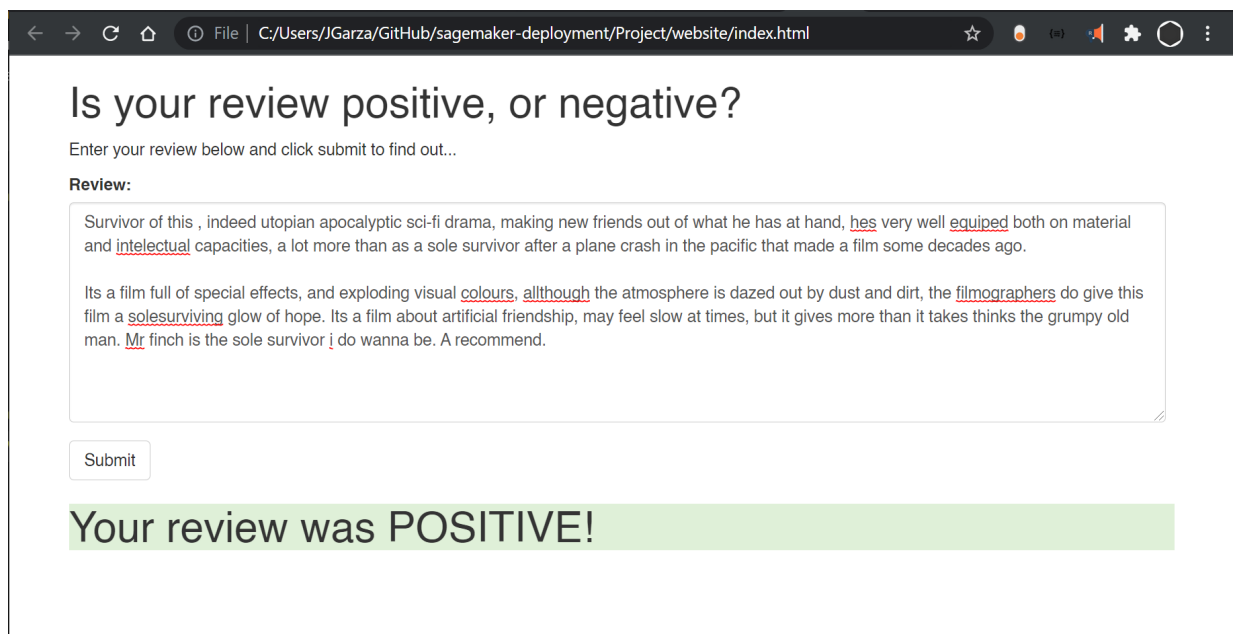 File | C:/Users/JGarza/GitHub/sagemaker-deployment/Project/website/index.html
Is your review positive, or negative?
Enter your review below and click submit to find out...
Review:
Survivor of this , indeed utopian apocalyptic sci-fi drama, making new friends out of what he has at hand, hes very well equiped both on material
and intelectual capacities, a lot more than as a sole survivor after a plane crash in the pacific that made a film some decades ago.
Its a film full of special effects, and exploding visual colours, allthough the atmosphere is dazed out by dust and dirt, the filmographers do give this
film a solesurviving glow of hope. Its a film about artificial friendship, may feel slow at times, but it gives more than it takes thinks the grumpy old
man. Mr finch is the sole survivor i do wanna be. A recommend.
Submit
Your review was POSITIVE!